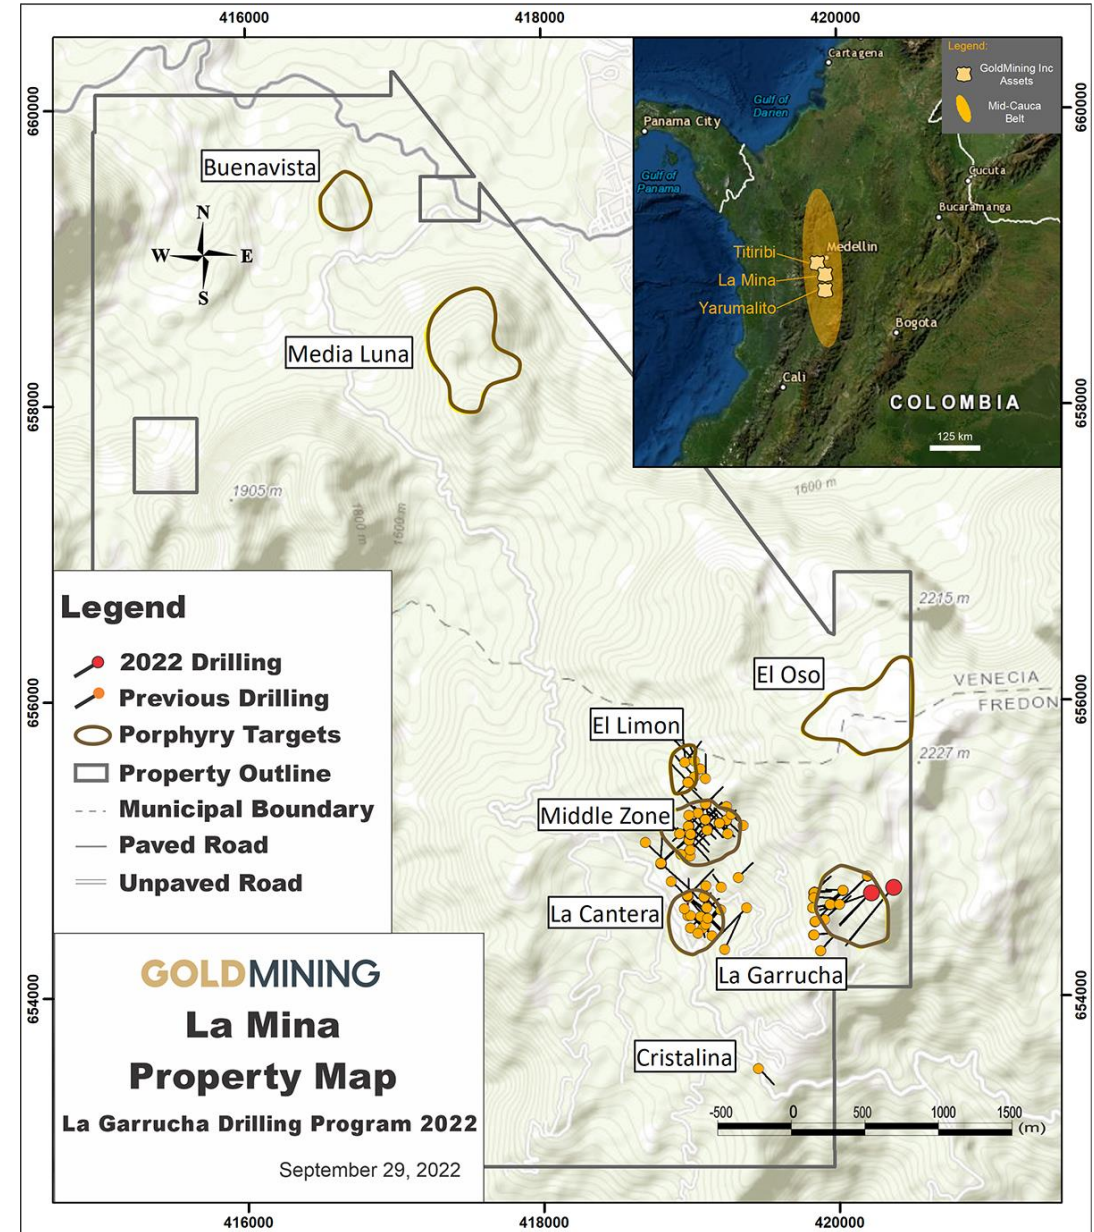 416000
418000
420000
660000
658000
656000
654000
660000
658000
656000
654000
416000
418000
420000
Legend:
GoldMining Inc
Assets
Mid-Cauca
Belt
Cartagena
Gulf of
Darien
Panama City
Gulf of
Panama
Cucuta
Bucaramanga
Medellin
Titiribi
La Mina
Yarumalito
Bogota
Cali
COLOMBIA
125 km
Buenavista
N
W
E
S
Media Luna
1905 m
1800 m
1600 m
1600 m
2215 m
El Oso
VENECIA
FREDON
El Limon
2227 m
Middle Zone
La Cantera
La Garrucha
Cristalina
-500
0
500
1000
1500
(m)
Legend
2022 Drilling
Previous Drilling
Porphyry Targets
Property Outline
Municipal Boundary
Paved Road
Unpaved Road
GOLDMINING
La Mina
Property Map
La Garrucha Drilling Program 2022
September 29, 2022